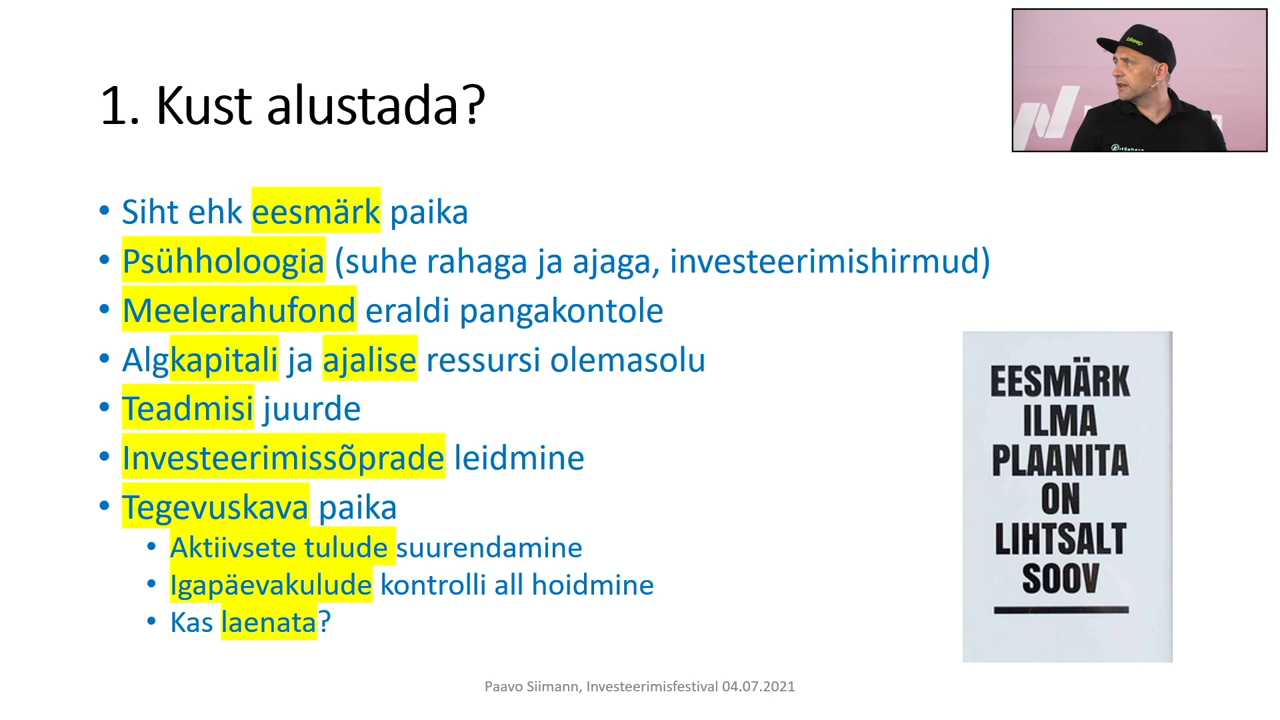 1. Kust alustada?
bikeep
• Siht ehk eesmärk paika
• Psühholoogia (suhe rahaga ja ajaga, investeerimishirmud)
• Meelerahufond eraldi pangakontole
• Algkapitali ja ajalise ressursi olemasolu
• Teadmisi juurde
• Investeerimissõprade leidmine
• Tegevuskava paika
• Aktiivsete tulude suurendamine
• Igapäevakulude kontrolli all hoidmine
• Kas laenata?
EESMÄRK
ILMA
PLAANITA
ON
LIHTSALT
SOOV
Paavo Siimann, Investeerimisfestival 04.07.2021